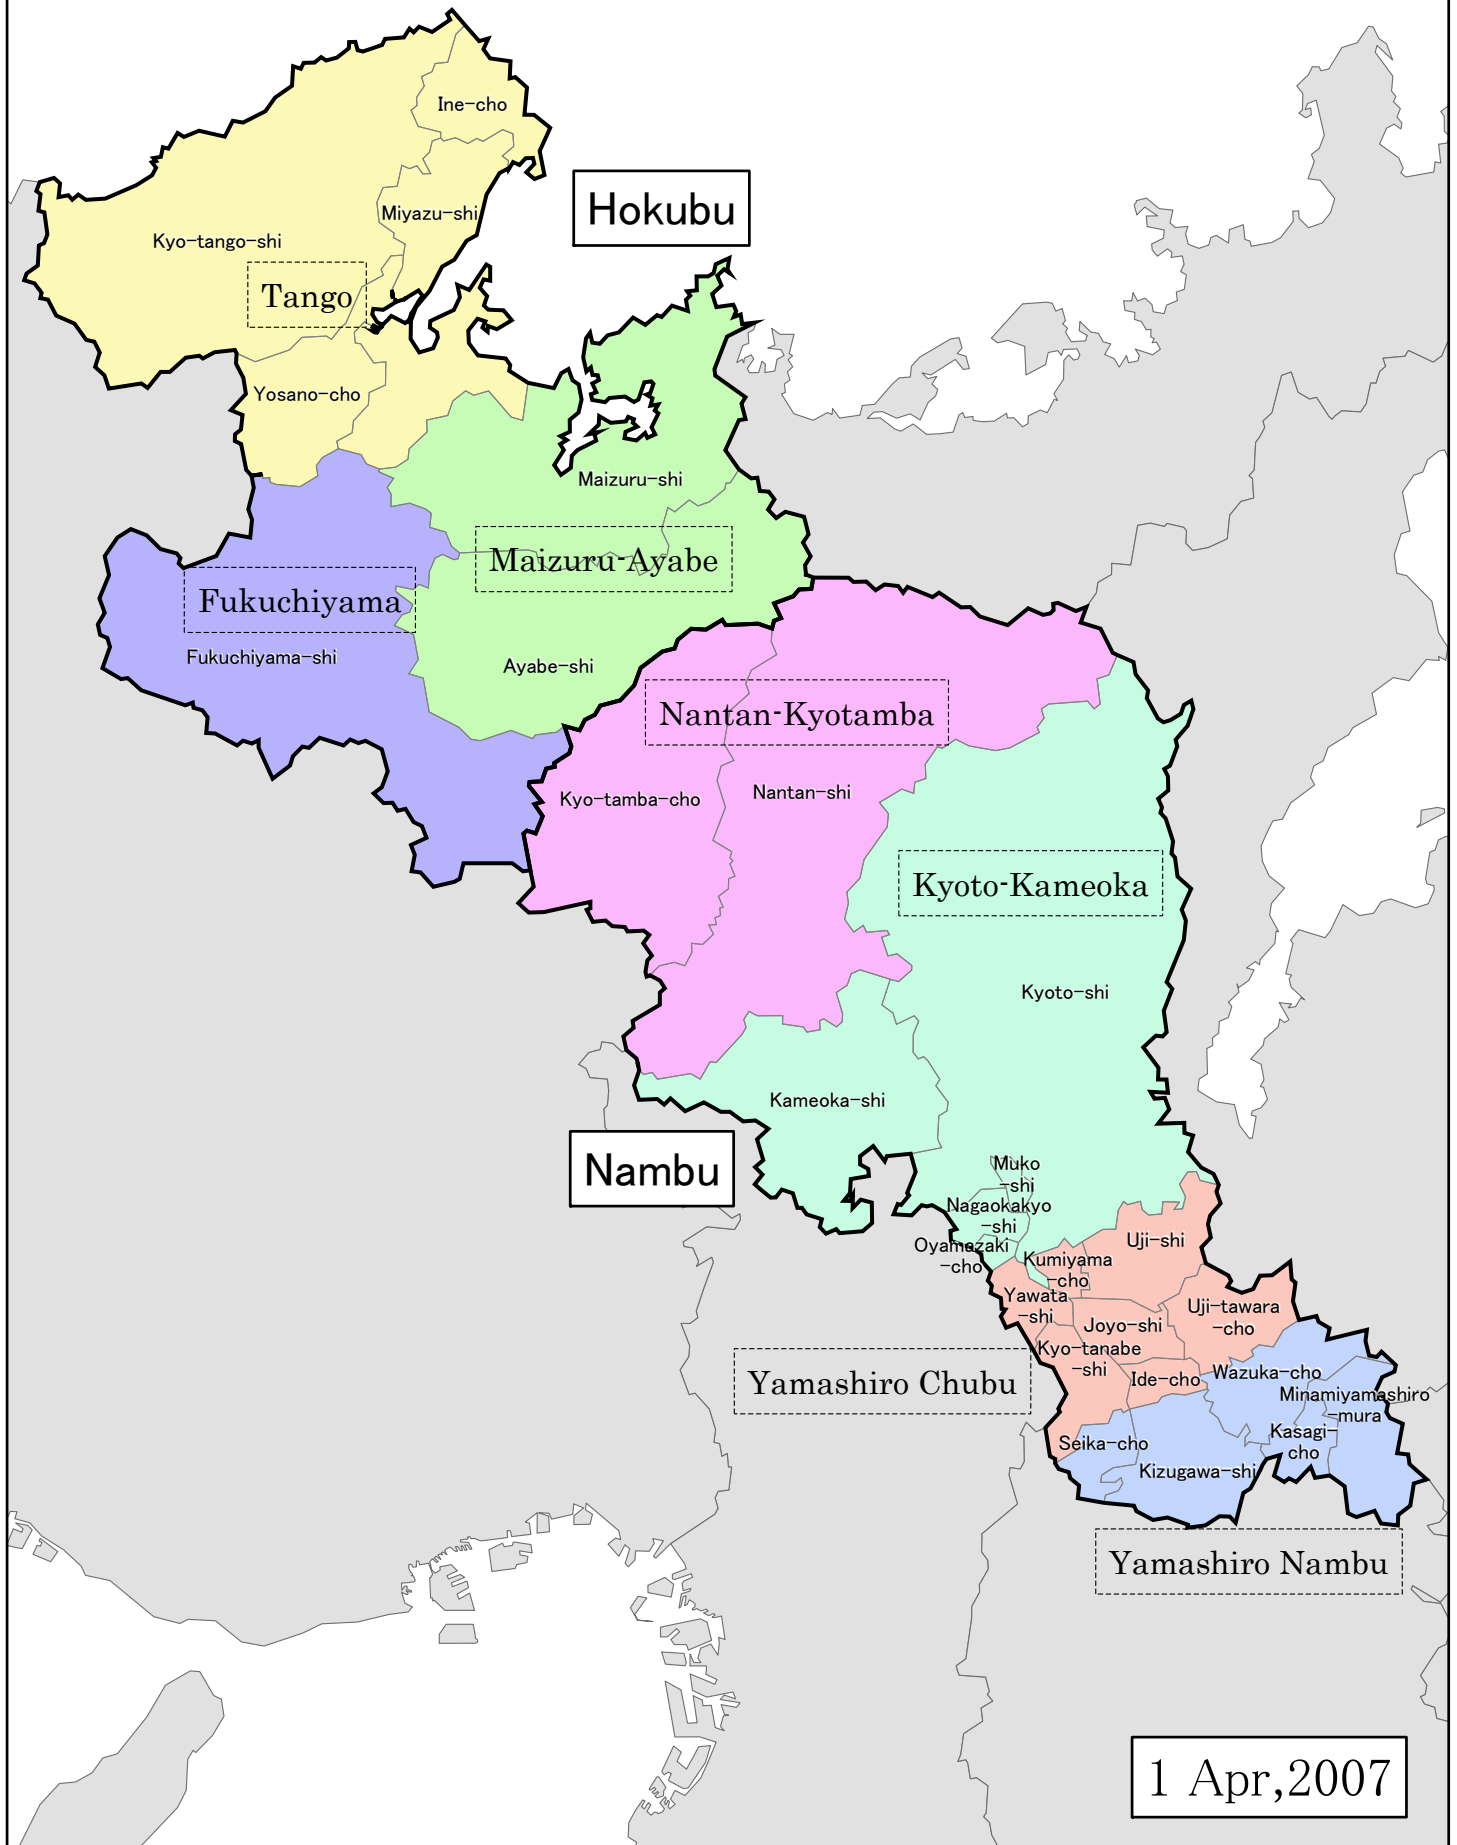 Ine-cho
Hokubu
Miyazu-shi
Kyo-tango-shi
Tango
Yosano-cho
Maizuru-shi
Maizuru-Ayabe
Fukuchiyama
Fukuchiyama-shi
Ayabe-shi
Nantan-Kyotamba
Kyo-tamba-cho
Nantan-shi
Kyoto-Kameoka
Kyoto-shi
Kameoka-shi
Nambu
Muko
-shi
Nagaokakyo
-shi
Oyamazaki
-cho
Kumiyama
-cho
Uji-shi
Yawata
-shi
Uji-tawara
-cho
Joyo-shi
Kyo-tanabe
-shi
Yamashiro Chubu
Ide-cho
Wazuka-cho
Minamiyamashiro
-mura
Kasagi-
cho
Seika-cho
Kizugawa-shi
Yamashiro Nambu
1 Apr,2007